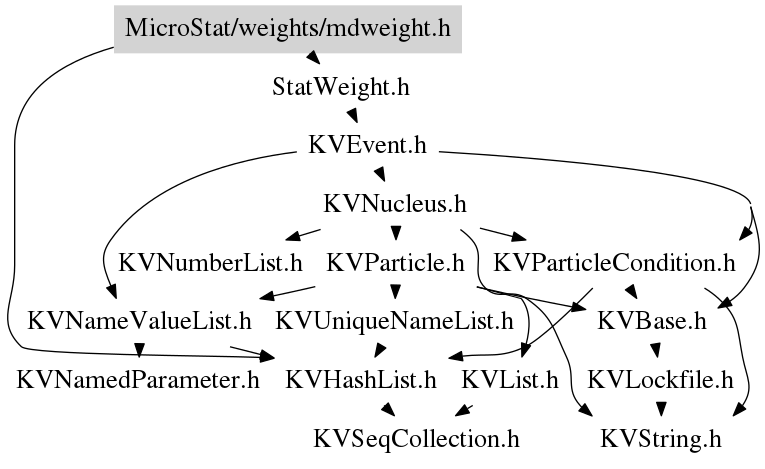 MicroStat/weights/mdweight.h
StatWeight.h
KVEvent.h
KVNucleus.h
KVNumberList.h
KVParticle.h
KVParticleCondition.h
KVNameValueList.h
KVUniqueNameList.h
KVBase.h
KVNamedParameter.h
KVHashList.h
KVList.h
KVLockfile.h
KVSeqCollection.h
KVString.h